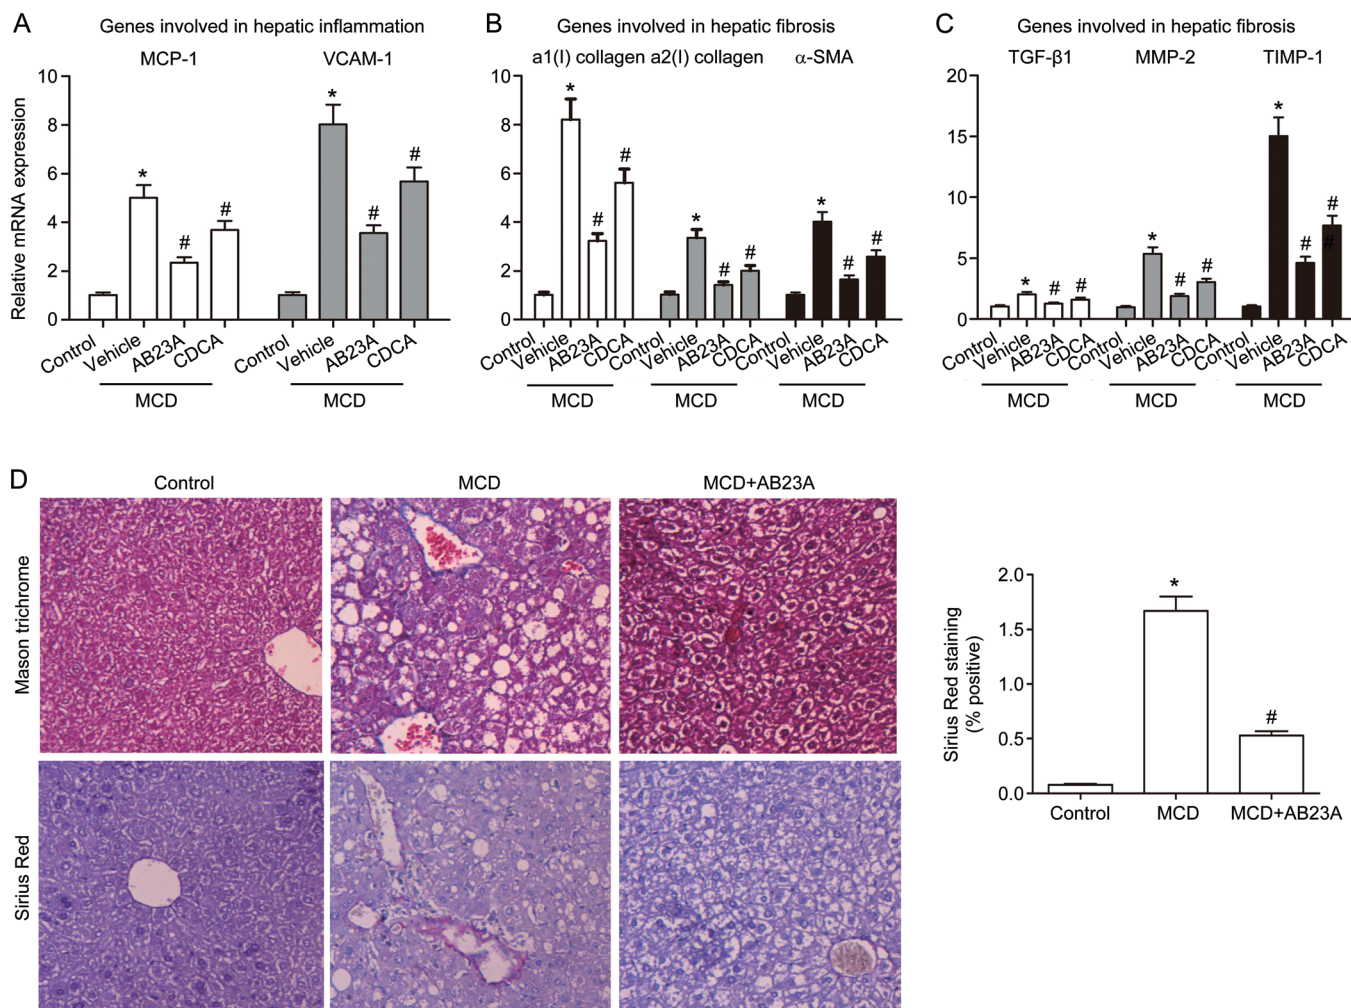 A
Genes involved in hepatic inflammation
MCP-1
VCAM-1
Relative mRNA expression
10
8
6
4
2
0
*
#
#
*
#
#
Control
Vehicle
AB23A
CDCA
Control
Vehicle
AB23A
CDCA
MCD
MCD
B
Genes involved in hepatic fibrosis
a1(I) collagen a2(I) collagen
α-SMA
10
8
6
4
2
0
*
#
#
*
#
#
*
#
#
Control
Vehicle
AB23A
CDCA
Control
Vehicle
AB23A
CDCA
Control
Vehicle
AB23A
CDCA
MCD
MCD
MCD
C
Genes involved in hepatic fibrosis
TGF-β1
MMP-2
TIMP-1
20
15
10
5
0
*
#
#
*
#
#
*
#
#
#
Control
Vehicle
AB23A
CDCA
Control
Vehicle
AB23A
CDCA
Control
Vehicle
AB23A
CDCA
MCD
MCD
MCD
D
Control
MCD
MCD+AB23A
Mason trichrome
Sirius Red
Sirius Red staining
(% positive)
2.0
1.5
1.0
0.5
0.0
*
#
Control
MCD
MCD+AB23A